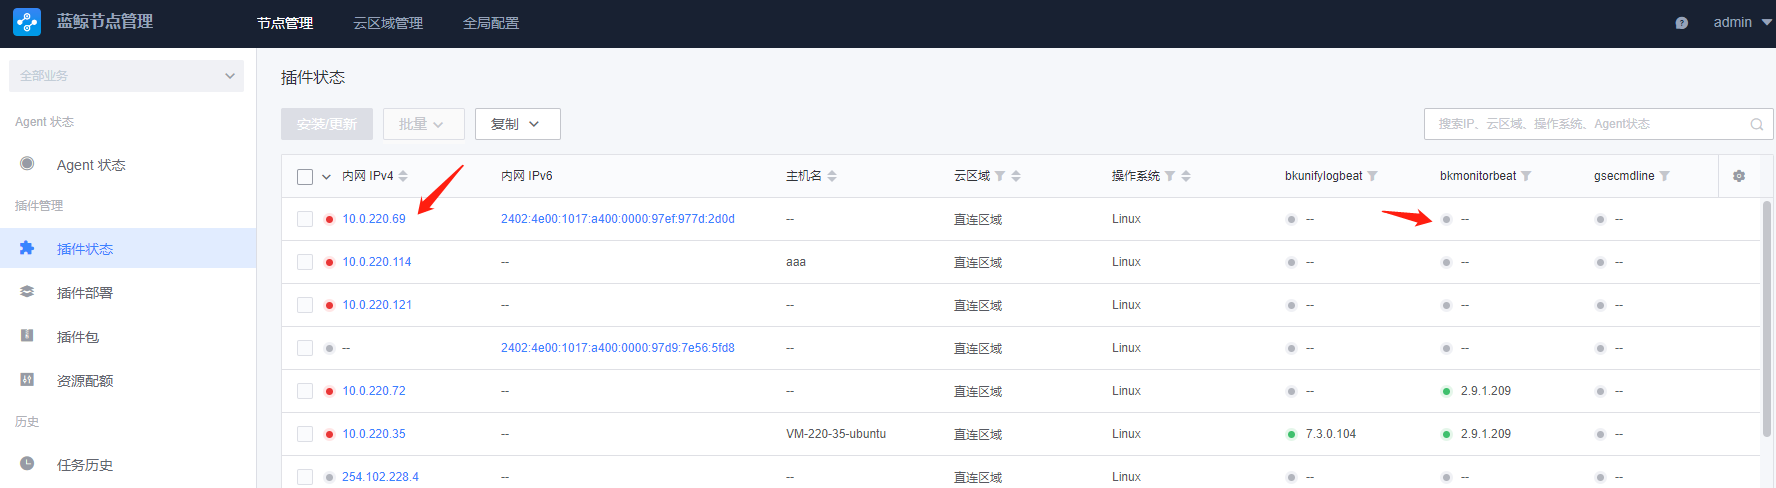 蓝鲸节点管理 节点管理 云区域管理 全局配置 admin
全部业务
Agent 状态
Agent 状态
插件管理
插件状态
插件部署
插件包
资源配额
历史
任务历史
插件状态
安装/更新 批量 复制 搜索IP、云区域、操作系统、Agent状态
内网 IPv4 内网 IPv6 主机名 云区域 操作系统 bkunifylogbeat bkmonitorbeat gsecmdline
10.0.220.69 2402:4e00:1017:a400:0000:97ef:977d:2d0d -- 直连区域 Linux -- -- --
10.0.220.114 -- aaa 直连区域 Linux -- -- --
10.0.220.121 -- -- 直连区域 Linux -- -- --
-- 2402:4e00:1017:a400:0000:97d9:7e56:5fd8 -- 直连区域 Linux -- -- --
10.0.220.72 -- -- 直连区域 Linux -- 2.9.1.209 --
10.0.220.35 -- VM-220-35-ubuntu 直连区域 Linux 7.3.0.104 2.9.1.209 --
254.102.228.4 -- -- 直连区域 Linux -- -- --